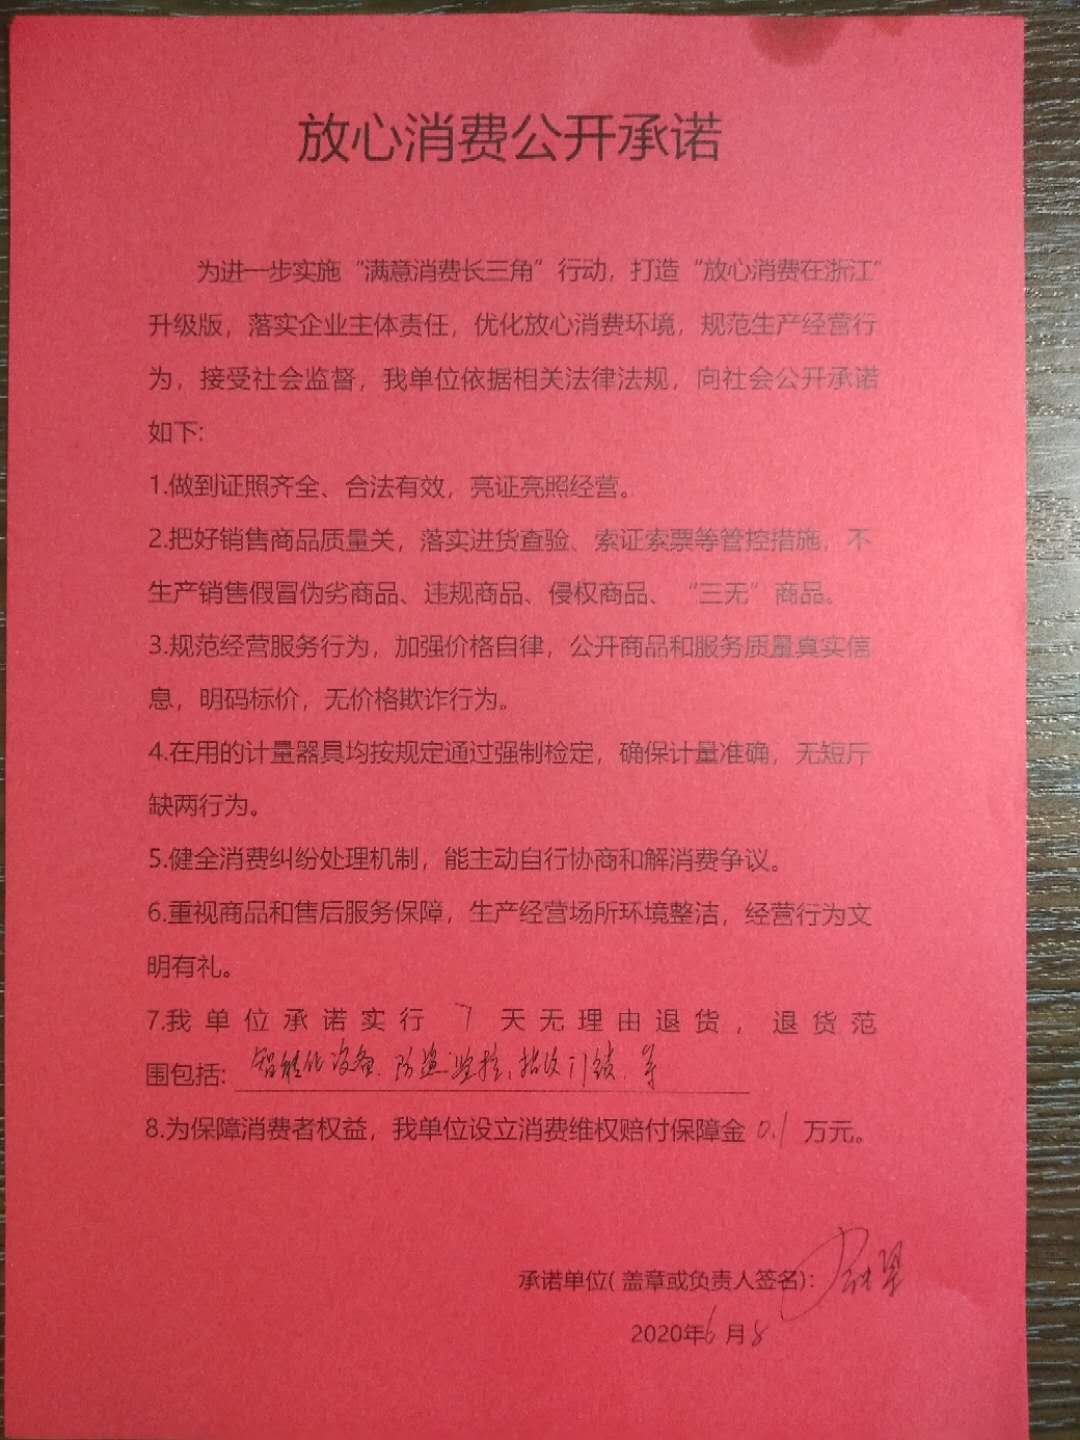 放心消费公开承诺
为进一步实施“满意消费长三角”行动，打造“放心消费在浙江”
升级版，落实企业主体责任，优化放心消费环境，规范生产经营行
为，接受社会监督，我单位依据相关法律法规，向社会公开承诺
如下:
1.做到证照齐全、合法有效，亮证亮照经营。
2.把好销售商品质量关，落实进货查验、索证索票等管控措施，不
生产销售假冒伪劣商品、违规商品、侵权商品、“三无”商品。
3.规范经营服务行为，加强价格自律，公开商品和服务质量真实信
息，明码标价，无价格欺诈行为。
4.在用的计量器具均按规定通过强制检定，确保计量准确，无短斤
缺两行为。
5.健全消费纠纷处理机制，能主动自行协商和解消费争议。
6.重视商品和售后服务保障，生产经营场所环境整洁，经营行为文
明有礼。
7.我单位承诺实行7天无理由退货，退货范
围包括:智能化设备、防盗监控、指纹门锁、等
8.为保障消费者权益，我单位设立消费维权赔付保障金0.1万元。
承诺单位(盖章或负责人签名):
2020年6月8